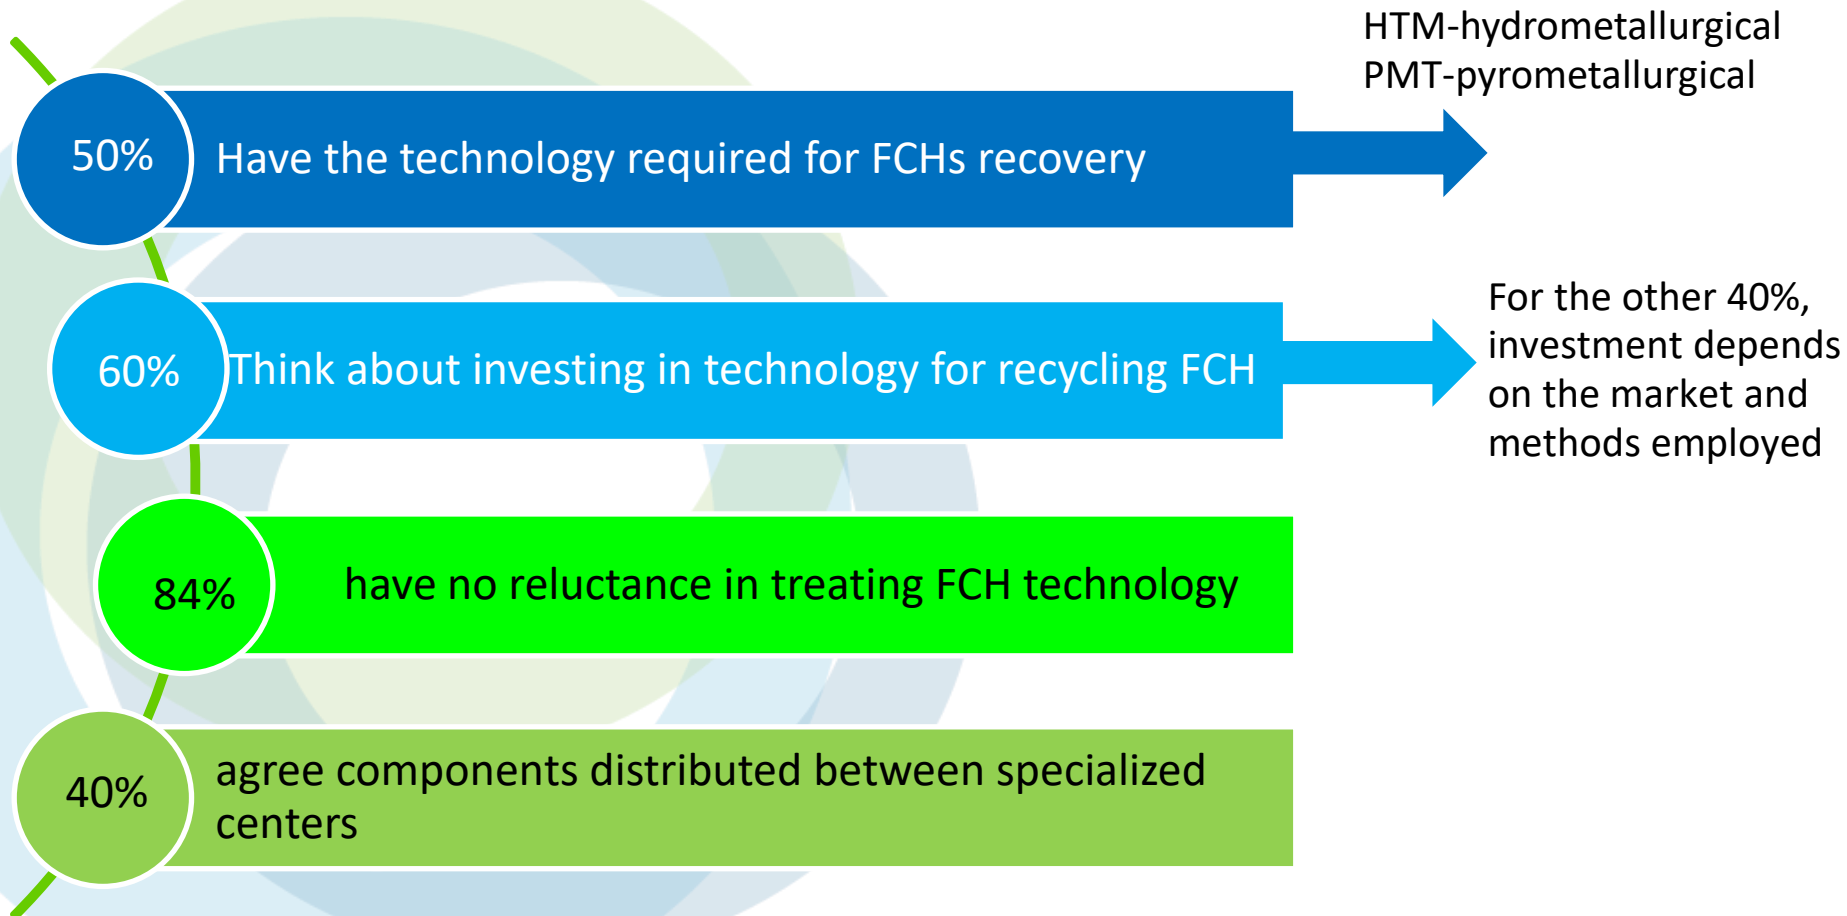 HTM-hydrometallurgical
PMT-pyrometallurgical
50%
Have the technology required for FCHs recovery
60%
Think about investing in technology for recycling FCH
For the other 40%,
investment depends
on the market and
methods employed
84%
have no reluctance in treating FCH technology
40%
agree components distributed between specialized
centers